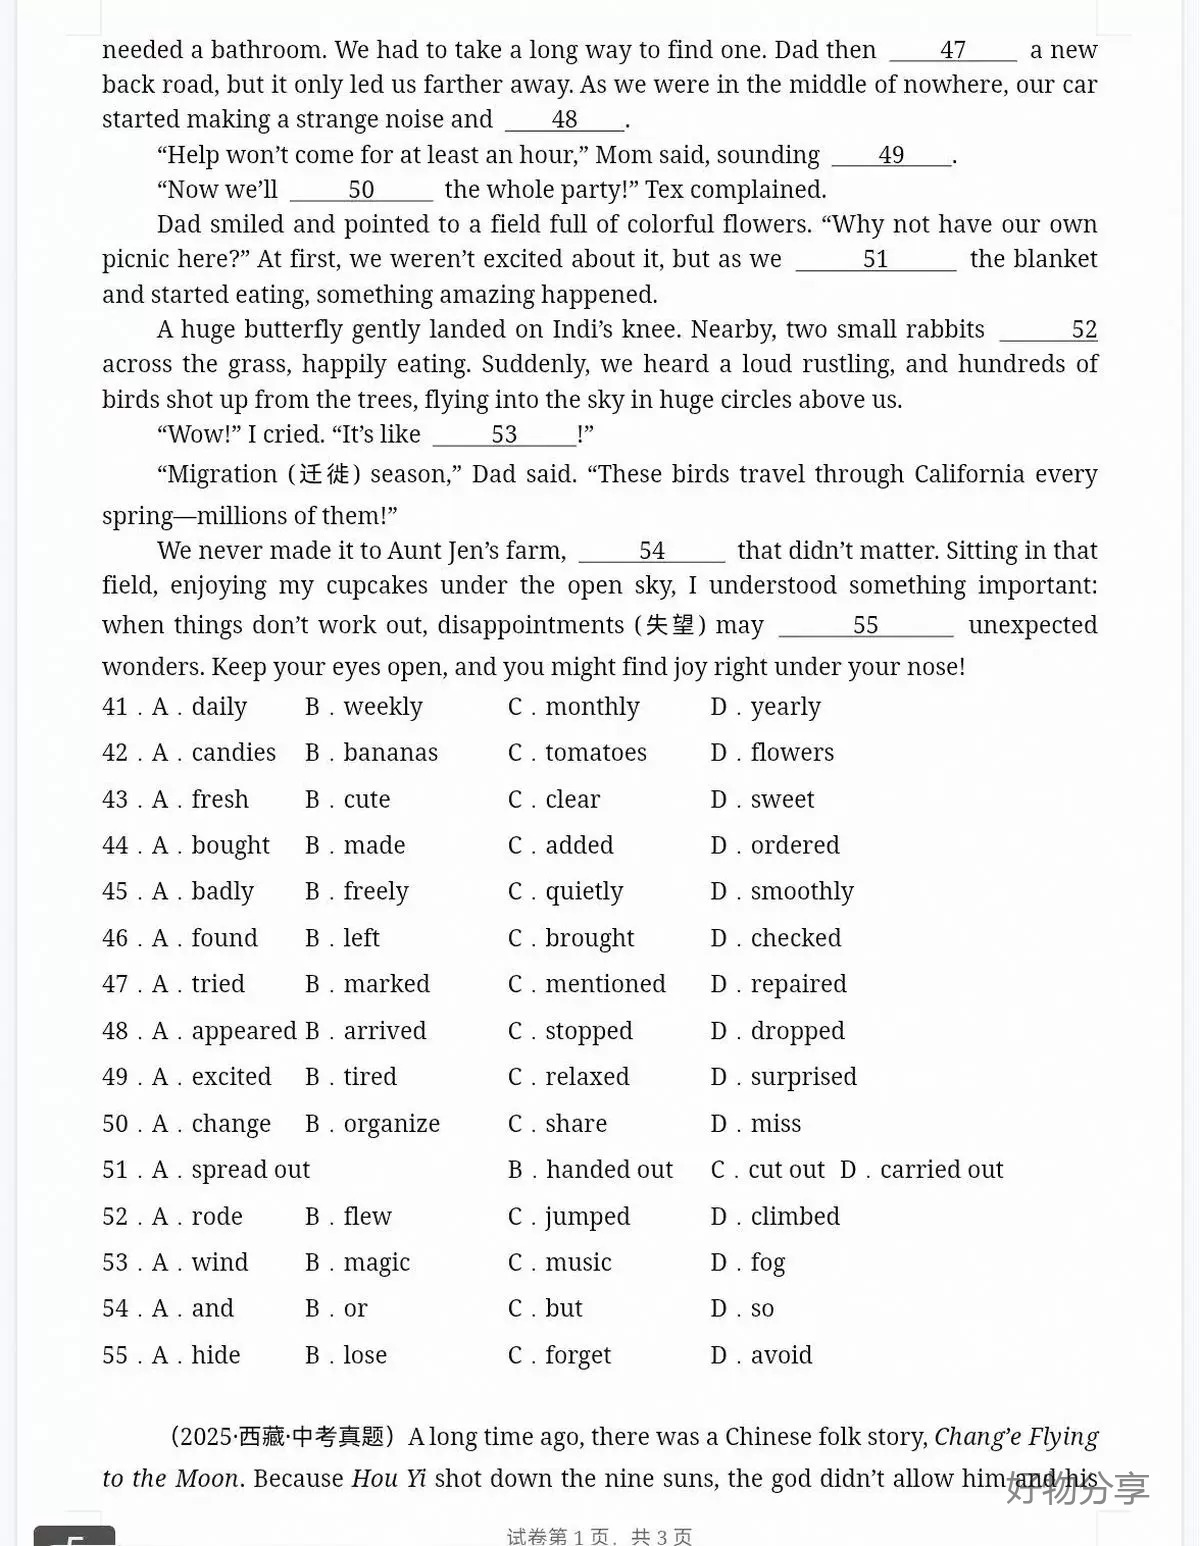 needed a bathroom. We had to take a long way to find one. Dad then 47 a new
back road, but it only led us farther away. As we were in the middle of nowhere, our car
started making a strange noise and 48.
“Help won’t come for at least an hour,” Mom said, sounding 49.
“Now we’ll 50 the whole party!” Tex complained.
Dad smiled and pointed to a field full of colorful flowers. “Why not have our own
picnic here?” At first, we weren’t excited about it, but as we 51 the blanket
and started eating, something amazing happened.
A huge butterfly gently landed on Indi’s knee. Nearby, two small rabbits 52
across the grass, happily eating. Suddenly, we heard a loud rustling, and hundreds of
birds shot up from the trees, flying into the sky in huge circles above us.
“Wow!” I cried. “It’s like 53!”
“Migration (迁徙) season,” Dad said. “These birds travel through California every
spring—millions of them!”
We never made it to Aunt Jen’s farm, 54 that didn’t matter. Sitting in that
field, enjoying my cupcakes under the open sky, I understood something important:
when things don’t work out, disappointments (失望) may 55 unexpected
wonders. Keep your eyes open, and you might find joy right under your nose!
41．A．daily B．weekly C．monthly D．yearly
42．A．candies B．bananas C．tomatoes D．flowers
43．A．fresh B．cute C．clear D．sweet
44．A．bought B．made C．added D．ordered
45．A．badly B．freely C．quietly D．smoothly
46．A．found B．left C．brought D．checked
47．A．tried B．marked C．mentioned D．repaired
48．A．appeared B．arrived C．stopped D．dropped
49．A．excited B．tired C．relaxed D．surprised
50．A．change B．organize C．share D．miss
51．A．spread out B．handed out C．cut out D．carried out
52．A．rode B．flew C．jumped D．climbed
53．A．wind B．magic C．music D．fog
54．A．and B．or C．but D．so
55．A．hide B．lose C．forget D．avoid
（2025·西藏·中考真题）A long time ago, there was a Chinese folk story, Chang’e Flying
to the Moon. Because Hou Yi shot down the nine suns, the god didn’t allow him and his
好物分享
试卷第 1 页，共 3 页